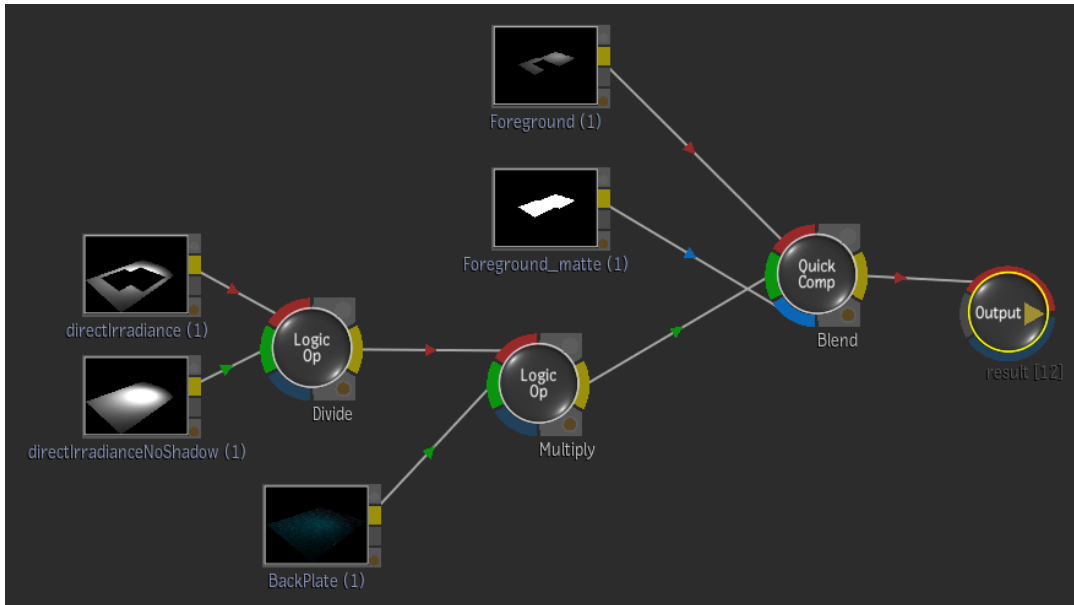 Foreground (1)
Foreground_matte (1)
directIrradiance (1)
directIrradianceNoShadow (1)
BackPlate (1)
Logic
Op
Divide
Logic
Op
Multiply
Quick
Comp
Blend
Output
result [12]